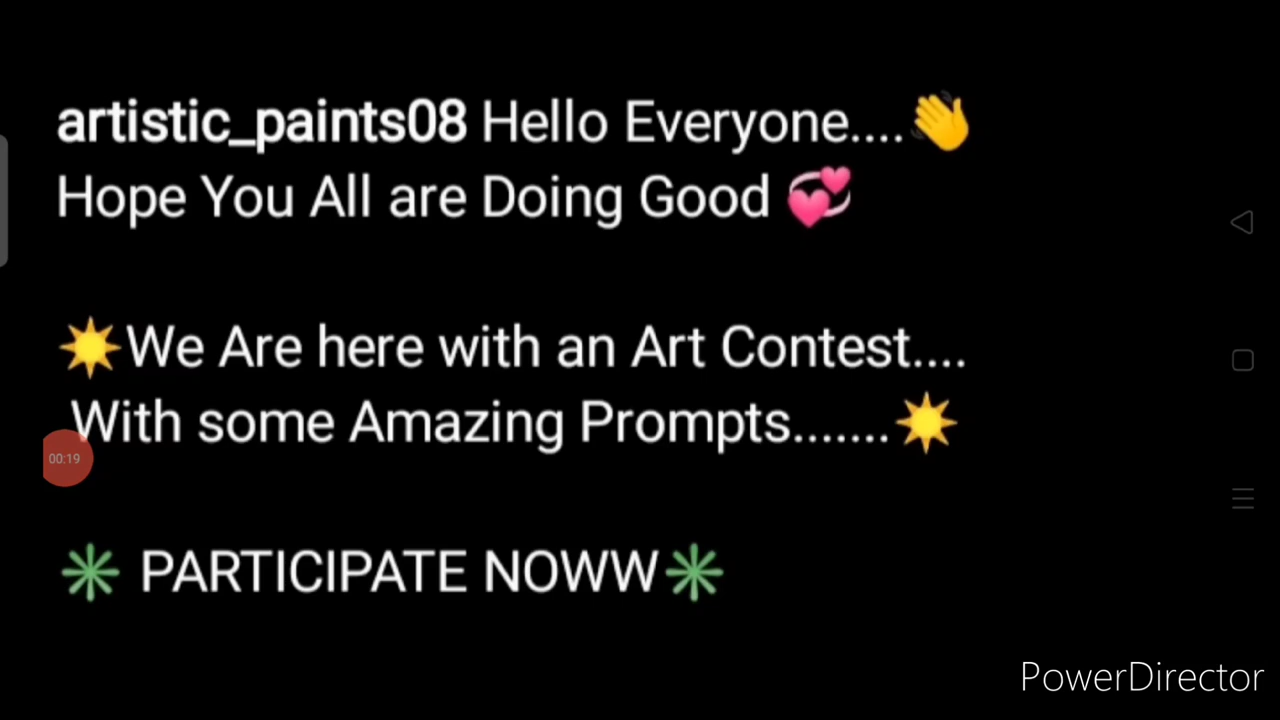 artistic_paints08 Hello Everyone....👋
Hope You All are Doing Good 💞
☀️We Are here with an Art Contest....
With some Amazing Prompts.......☀️
00:19
✳ PARTICIPATE NOWW✳
PowerDirector